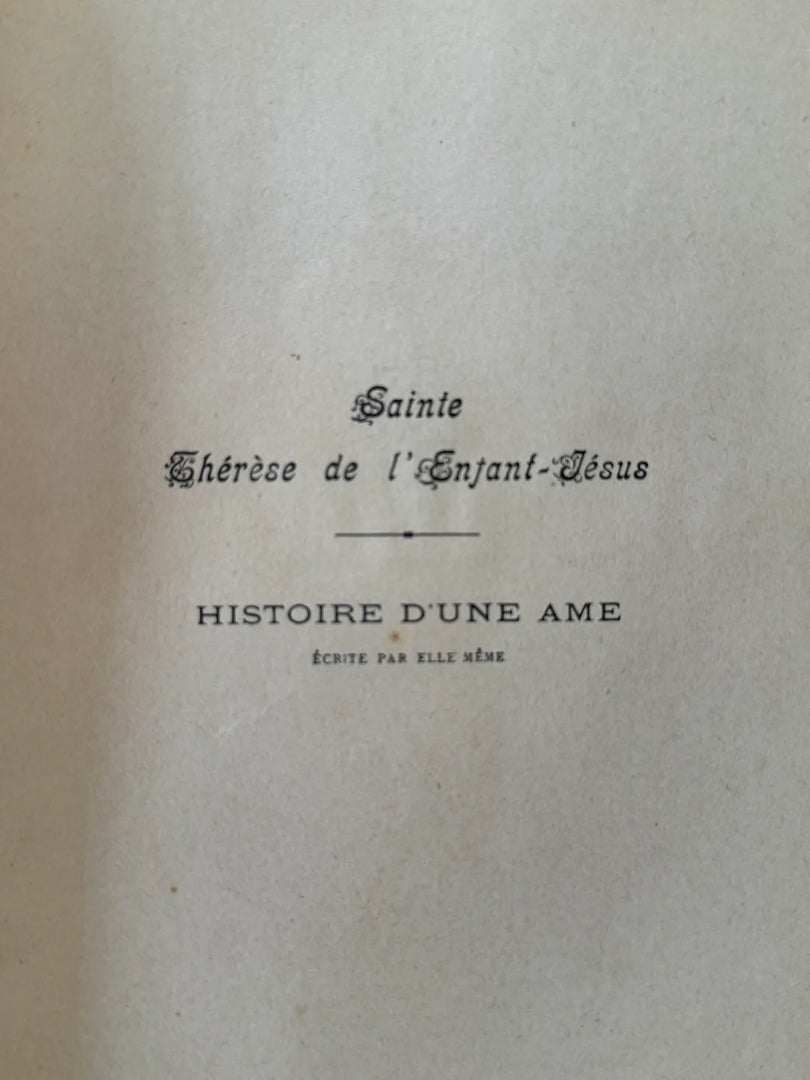 Sainte
Thérèse de l'Enfant-Jésus
HISTOIRE D'UNE AME
ÉCRITE PAR ELLE MÊME